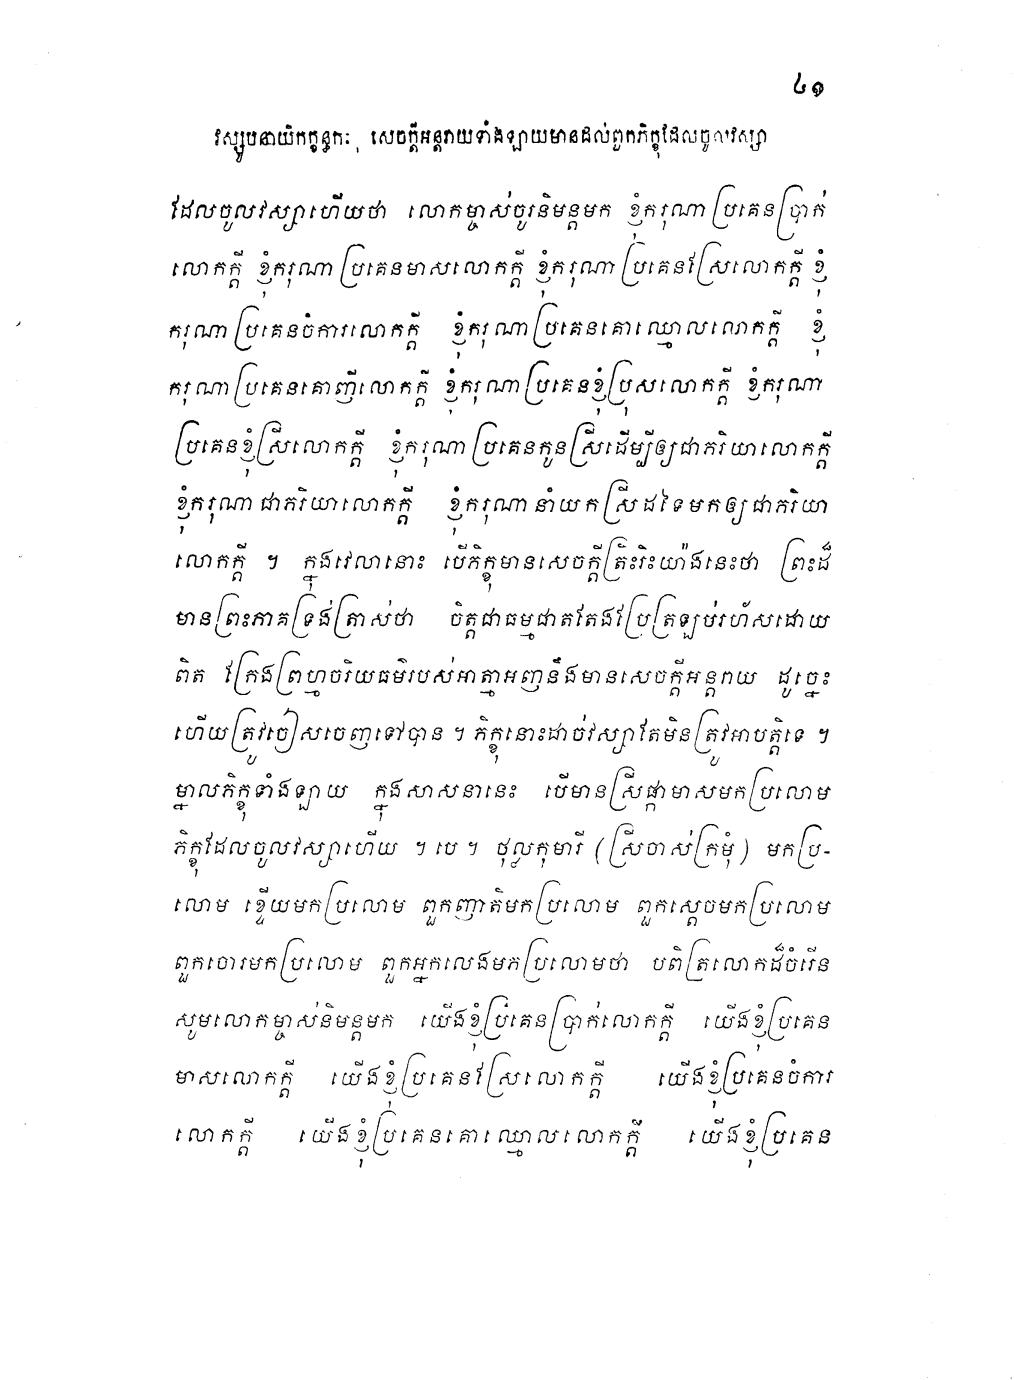 ៤១
វស្សូបនាយិកក្ខន្ធកៈ សេចក្តីអន្តរាយទាំងឡាយមានដល់ពួកភិក្ខុដែលចូលវស្សា
ដែលចូលវស្សាហើយថា លោកម្ចាស់ចូរនិមន្តមក ខ្ញុំករុណាប្រគេនប្រាក់
លោកក្តី ខ្ញុំករុណាប្រគេនមាសលោកក្តី ខ្ញុំករុណាប្រគេនស្រែលោកក្តី ខ្ញុំ
ករុណាប្រគេនចំការលោកក្តី ខ្ញុំករុណាប្រគេនគោឈ្មោលលោកក្តី ខ្ញុំ
ករុណាប្រគេនគោញីលោកក្តី ខ្ញុំករុណាប្រគេនខ្ញុំប្រុសលោកក្តី ខ្ញុំករុណា
ប្រគេនខ្ញុំស្រីលោកក្តី ខ្ញុំករុណាប្រគេនកូនស្រីដើម្បីឲ្យជាភរិយាលោកក្តី
ខ្ញុំករុណាជាភរិយាលោកក្តី ខ្ញុំករុណានាំយកស្រីដទៃមកឲ្យជាភរិយា
លោកក្តី ។ ក្នុងវេលានោះ បើភិក្ខុមានសេចក្តីត្រិះរិះយ៉ាងនេះថា ព្រះដ៏
មានព្រះភាគទ្រង់ត្រាស់ថា ចិត្តជាធម្មជាតតែងប្រែត្រឡប់រហ័សដោយ
ពិត ក្រែងព្រហ្មចរិយធម៌របស់អាត្មាអញនឹងមានសេចក្តីអន្តរាយ ដូច្នេះ
ហើយត្រូវចៀសចេញទៅបាន ។ ភិក្ខុនោះដាច់វស្សាតែមិនត្រូវអាបត្តិទេ ។
ម្នាលភិក្ខុទាំងឡាយ ក្នុងសាសនានេះ បើមានស្រីផ្កាមាសមកប្រលោម
ភិក្ខុដែលចូលវស្សាហើយ ។ បេ ។ ថុល្លកុមារី (ស្រីចាស់ក្រមុំ) មកប្រ-
លោម ខ្ទើយមកប្រលោម ពួកញាតិមកប្រលោម ពួកស្តេចមកប្រលោម
ពួកចោរមកប្រលោម ពួកអ្នកលេងមកប្រលោមថា បពិត្រលោកដ៏ចំរើន
សូមលោកម្ចាស់និមន្តមក យើងខ្ញុំប្រគេនប្រាក់លោកក្តី យើងខ្ញុំប្រគេន
មាសលោកក្តី យើងខ្ញុំប្រគេនស្រែលោកក្តី យើងខ្ញុំប្រគេនចំការ
លោកក្តី យើងខ្ញុំប្រគេនគោឈ្មោលលោកក្តី យើងខ្ញុំប្រគេន